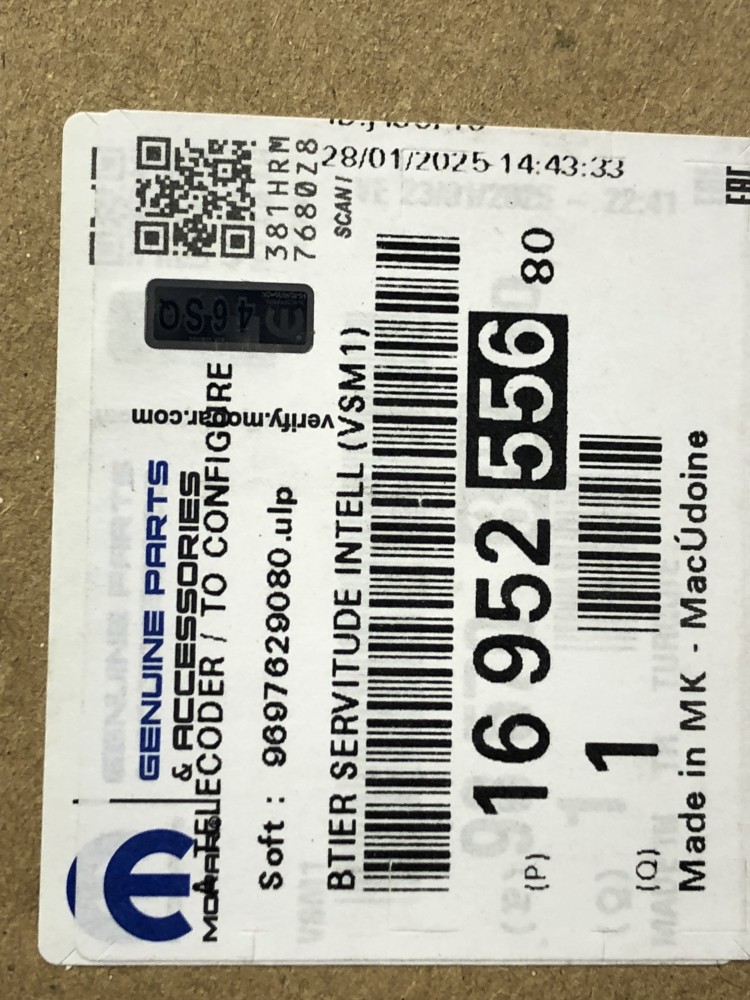 28/01/2025 14:43:33
381HRM
7680Z8
SCAN
46SQ
verify.mopar.com
GENUINE PARTS
& ACCESSORIES
MOPAR
A TELECODER / TO CONFIGURE
Soft : 9697629080.ulp
BTIER SERVITUDE INTELL (VSM1)
(P) 16 952 556 80
(Q) 1
Made in MK - MacÚdoine